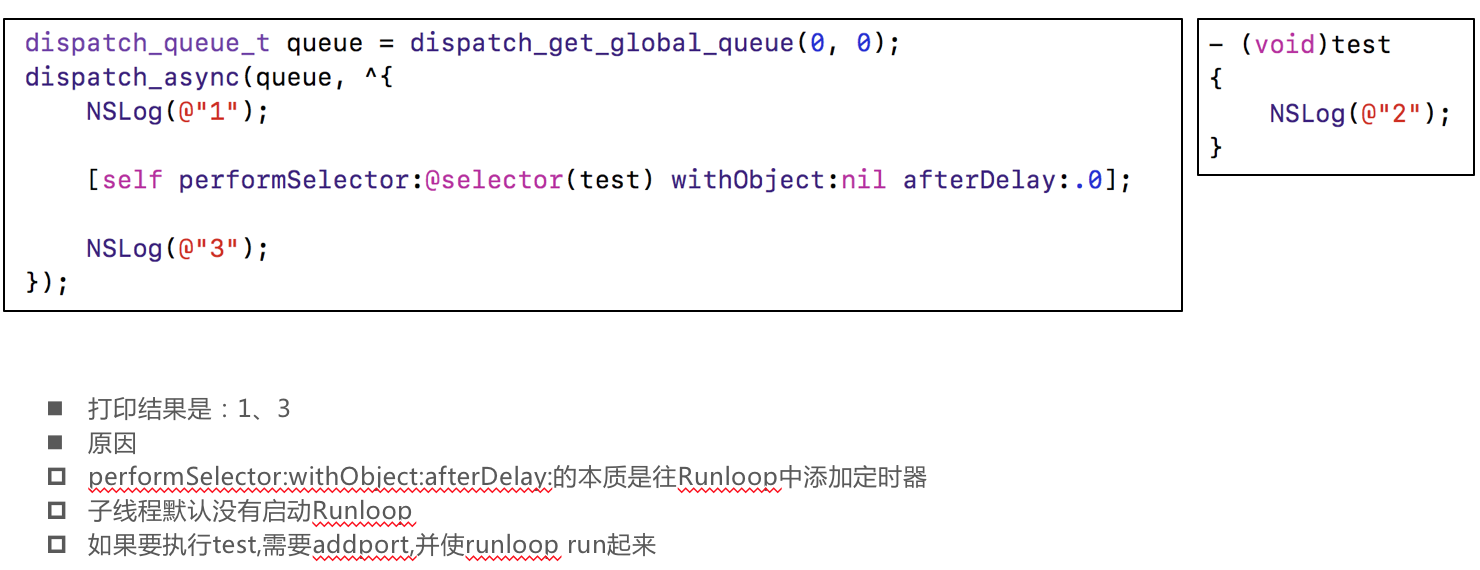 dispatch_queue_t queue = dispatch_get_global_queue(0, 0);
dispatch_async(queue, ^{
    NSLog(@"1");
    [self performSelector:@selector(test) withObject:nil afterDelay:.0];
    NSLog(@"3");
});
- (void)test
{
    NSLog(@"2");
}
打印结果是：1、3
原因
performSelector:withObject:afterDelay:的本质是往Runloop中添加定时器
子线程默认没有启动Runloop
如果要执行test,需要addport,并使runloop run起来